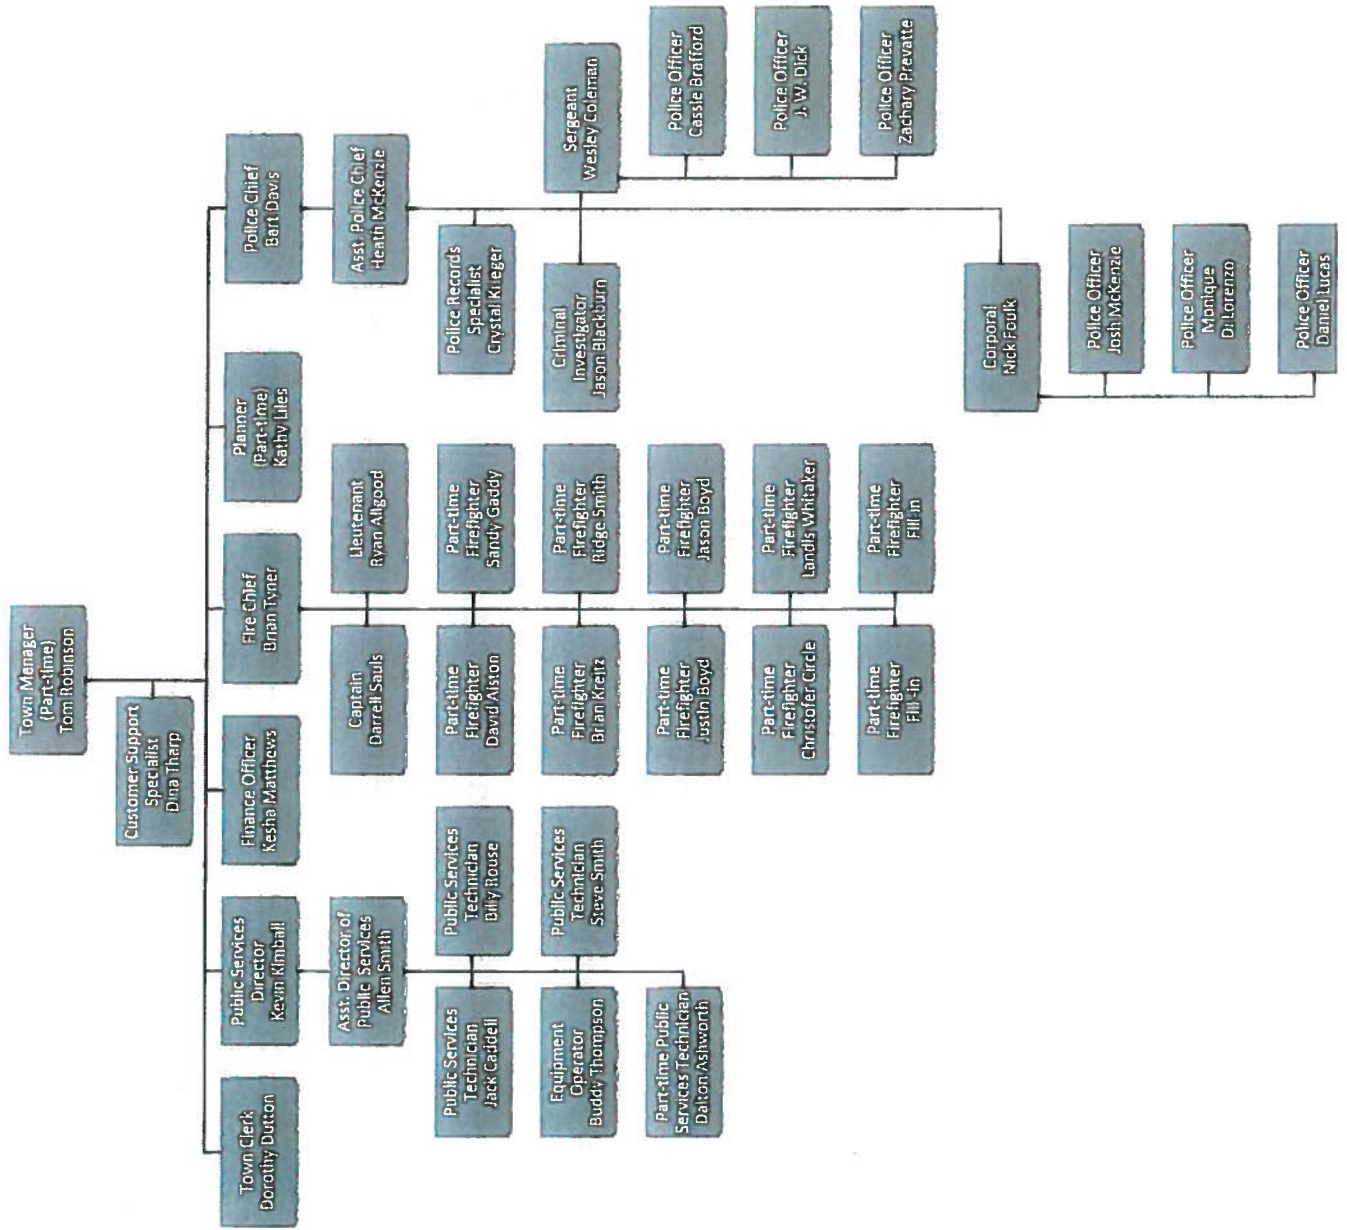 Town Manager
(Part-time)
Tom Robinson
Customer Support
Specialist
Dina Tharp
Town Clerk
Dorothy Dutton
Public Services
Director
Kevin Kimball
Finance Officer
Kesha Matthews
Fire Chief
Brian Tyner
Planner
(Part-time)
Kathy Liles
Police Chief
Bart Davis
Asst. Director of
Public Services
Allen Smith
Captain
Darrell Sauls
Lieutenant
Ryan Allgood
Asst. Police Chief
Heath McKenzie
Public Services
Technician
Jack Caddell
Public Services
Technician
Billy Rouse
Part-time
Firefighter
David Alston
Part-time
Firefighter
Sandy Gaddy
Police Records
Specialist
Crystal Krueger
Equipment
Operator
Buddy Thompson
Public Services
Technician
Steve Smith
Part-time
Firefighter
Brian Kreitz
Part-time
Firefighter
Ridge Smith
Criminal
Investigator
Jason Blackburn
Sergeant
Wesley Coleman
Part-time Public
Services Technician
Dalton Ashworth
Part-time
Firefighter
Justin Boyd
Part-time
Firefighter
Jason Boyd
Police Officer
Cassie Brafford
Part-time
Firefighter
Christofer Circle
Part-time
Firefighter
Landis Whitaker
Police Officer
J. W. Dick
Part-time
Firefighter
Fill-in
Part-time
Firefighter
Fill-in
Police Officer
Zachary Prevatte
Corporal
Nick Foulk
Police Officer
Josh McKenzie
Police Officer
Monique
Di Lorenzo
Police Officer
Daniel Lucas